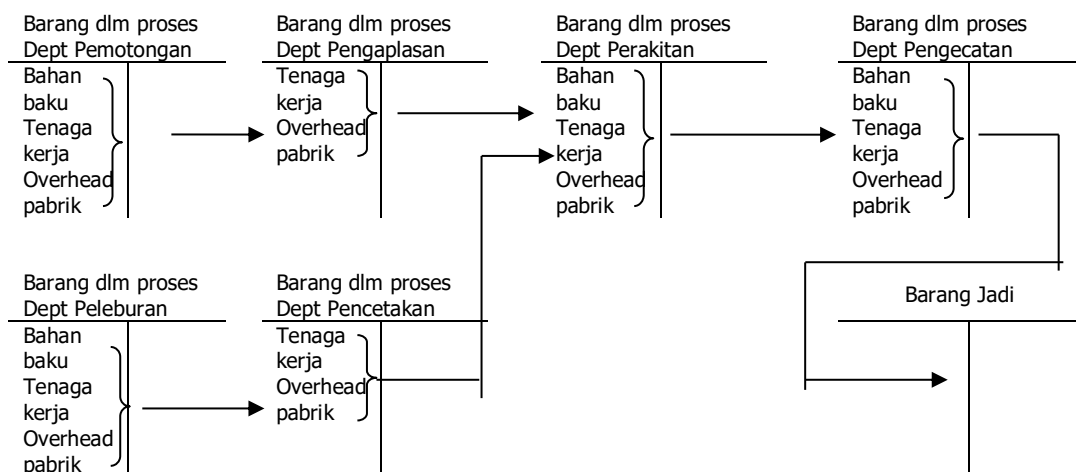 Barang dlm proses
Dept Pemotongan
Bahan
baku
Tenaga
kerja
Overhead
pabrik
Barang dlm proses
Dept Pengaplasan
Tenaga
kerja
Overhead
pabrik
Barang dlm proses
Dept Perakitan
Bahan
baku
Tenaga
kerja
Overhead
pabrik
Barang dlm proses
Dept Pengecatan
Bahan
baku
Tenaga
kerja
Overhead
pabrik
Barang dlm proses
Dept Peleburan
Bahan
baku
Tenaga
kerja
Overhead
pabrik
Barang dlm proses
Dept Pencetakan
Tenaga
kerja
Overhead
pabrik
Barang Jadi